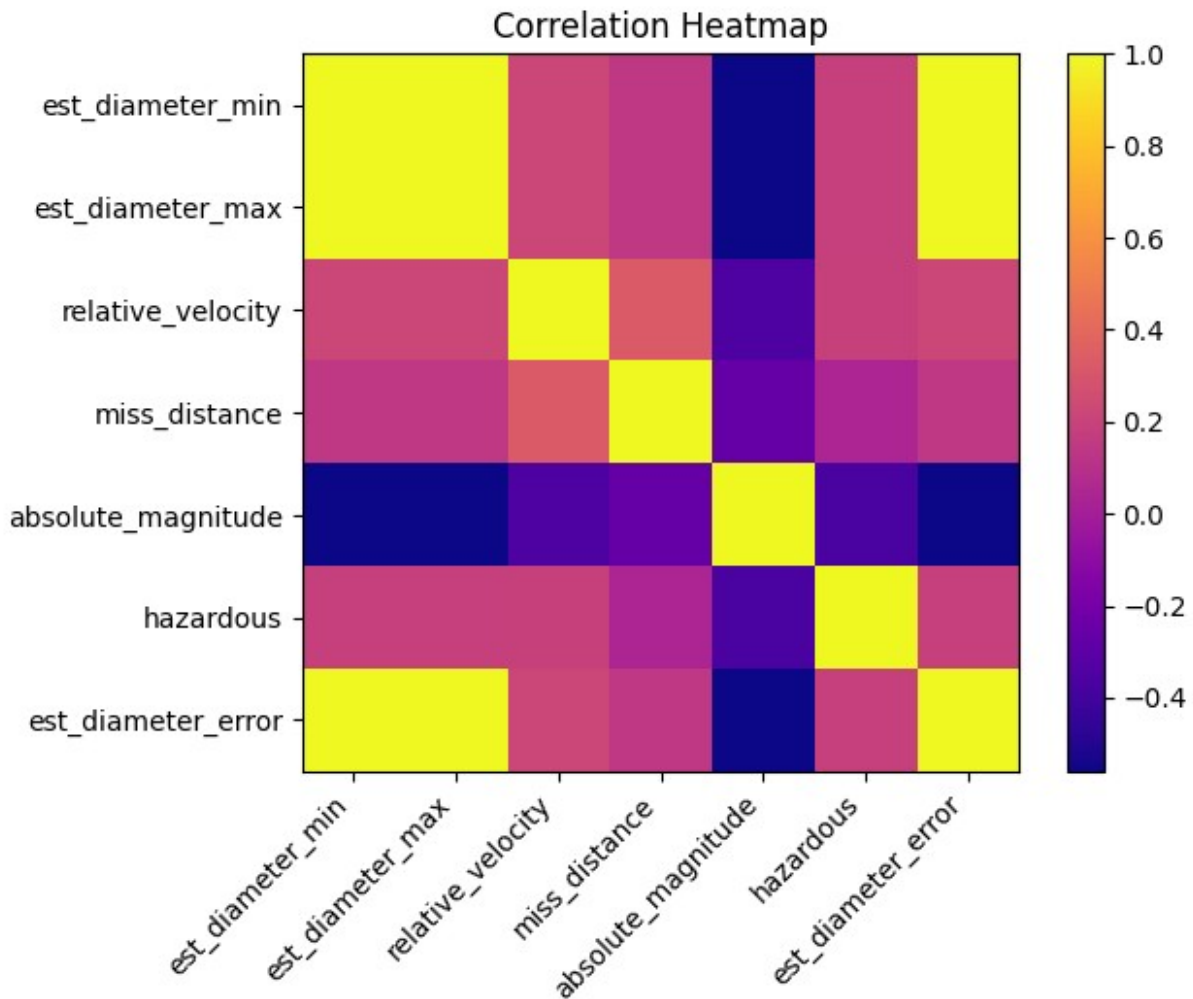 Correlation Heatmap
est_diameter_min
est_diameter_max
relative_velocity
miss_distance
absolute_magnitude
hazardous
est_diameter_error
est_diameter_min
est_diameter_max
relative_velocity
miss_distance
absolute_magnitude
hazardous
est_diameter_error
1.0
0.8
0.6
0.4
0.2
0.0
−0.2
−0.4